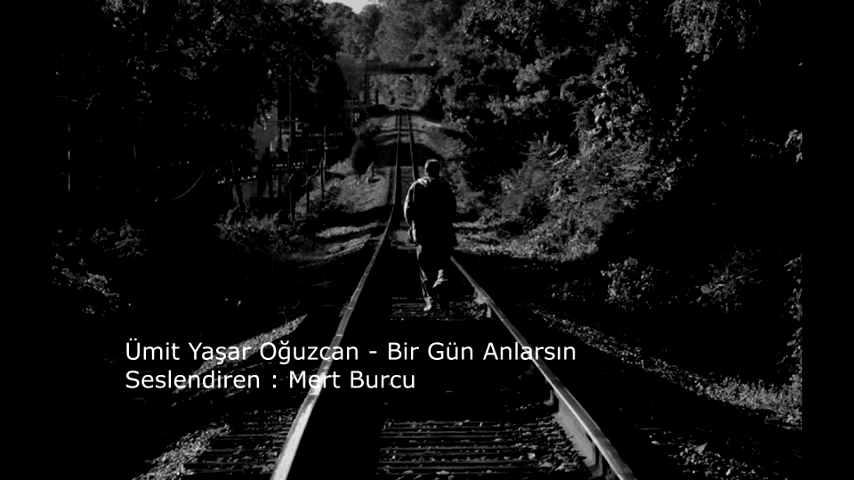 Ümit Yaşar Oğuzcan - Bir Gün Anlarsın
Seslendiren : Mert Burcu